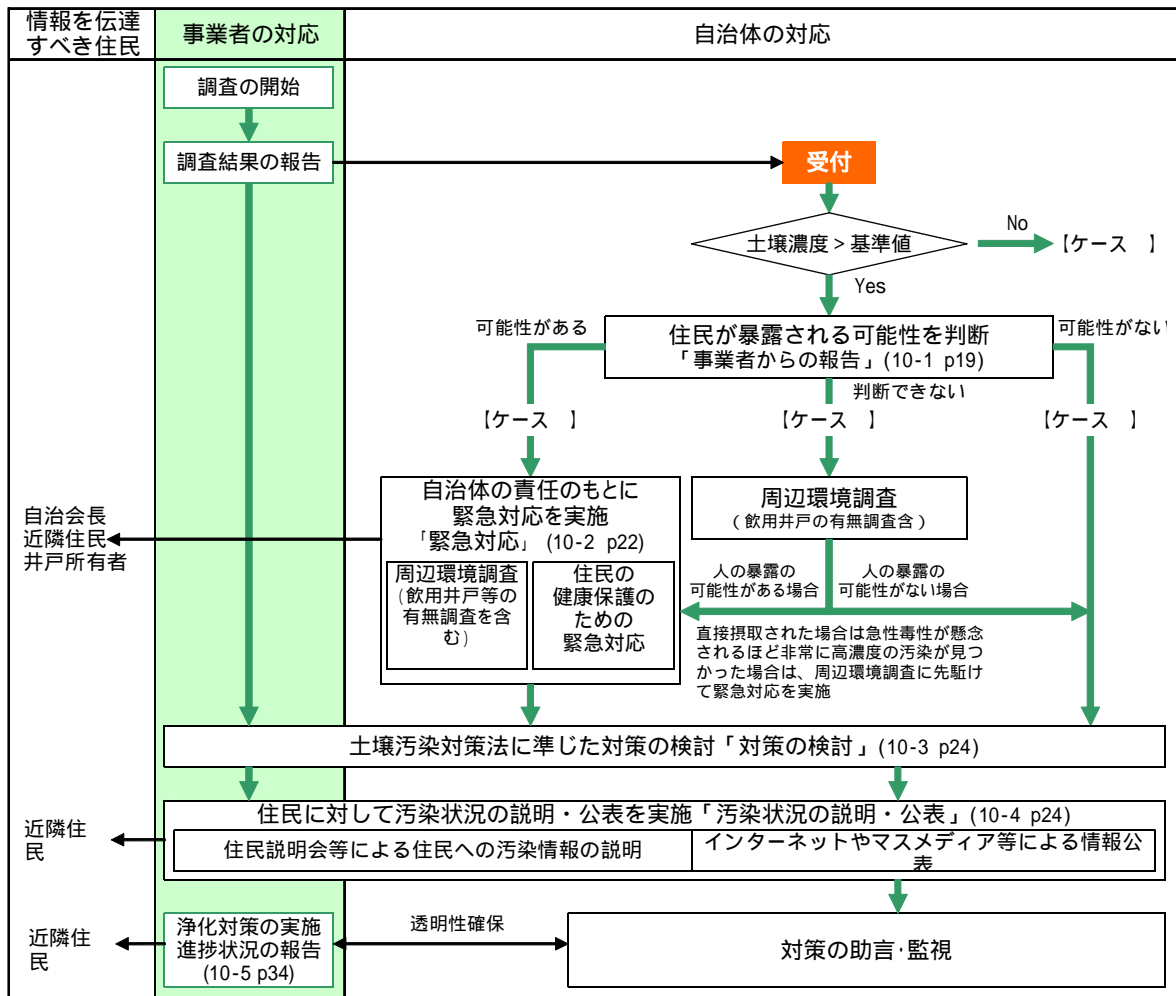 情報を伝達
すべき住民
事業者の対応
自治体の対応
調査の開始
調査結果の報告
受付
土壌濃度 > 基準値
No
【ケース　】
Yes
可能性がある
住民が暴露される可能性を判断
「事業者からの報告」(10-1 p19)
可能性がない
判断できない
【ケース　】
【ケース　】
【ケース　】
自治体の責任のもとに
緊急対応を実施
「緊急対応」 (10-2 p22)
周辺環境調査
(飲用井戸等の
有無調査を含
む)
住民の
健康保護の
ための
緊急対応
周辺環境調査
(飲用井戸の有無調査含)
自治会長
近隣住民
井戸所有者
人の暴露の
可能性がある場合
人の暴露の
可能性がない場合
直接摂取された場合は急性毒性が懸念
されるほど非常に高濃度の汚染が見つ
かった場合は、周辺環境調査に先駆け
て緊急対応を実施
土壌汚染対策法に準じた対策の検討「対策の検討」(10-3 p24)
住民に対して汚染状況の説明・公表を実施「汚染状況の説明・公表」(10-4 p24)
近隣住
民
住民説明会等による住民への汚染情報の説明
インターネットやマスメディア等による情報公
表
近隣住
民
浄化対策の実施
進捗状況の報告
(10-5 p34)
透明性確保
対策の助言・監視